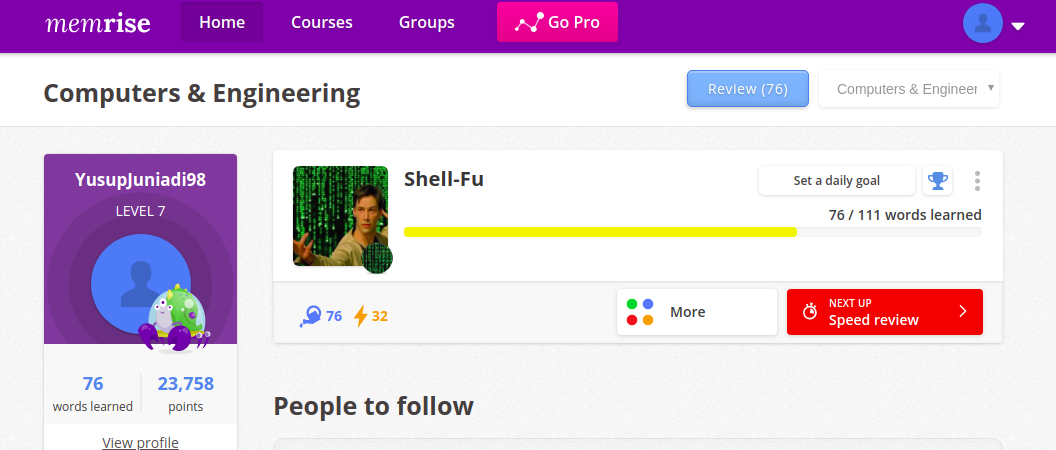 memrise
Home
Courses
Groups
Go Pro
Computers & Engineering
Review (76)
Computers & Engineer
YusupJuniadi98
LEVEL 7
76
words learned
23,758
points
View profile
Shell-Fu
Set a daily goal
76 / 111 words learned
76
32
More
NEXT UP
Speed review
People to follow